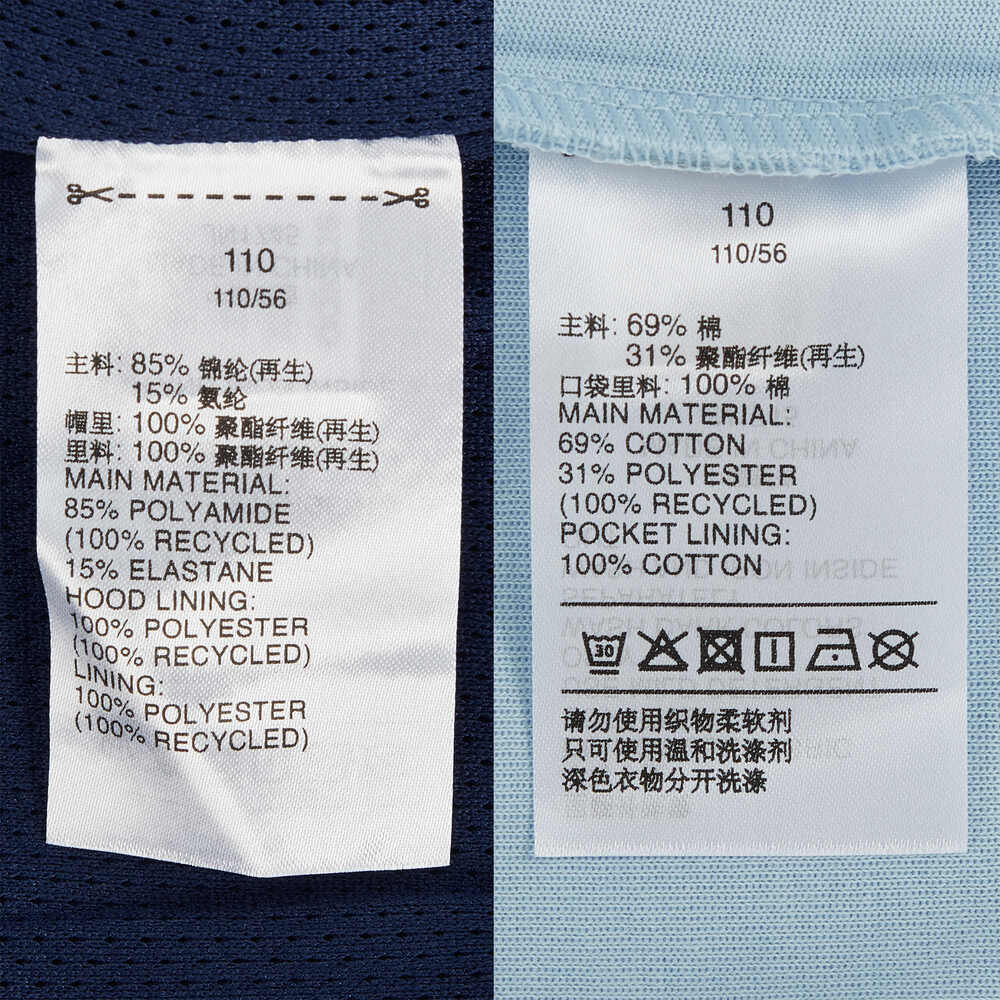 110
110/56
主料: 85% 锦纶(再生)
15% 氨纶
帽里: 100% 聚酯纤维(再生)
里料: 100% 聚酯纤维(再生)
MAIN MATERIAL:
85% POLYAMIDE
(100% RECYCLED)
15% ELASTANE
HOOD LINING:
100% POLYESTER
(100% RECYCLED)
LINING:
100% POLYESTER
(100% RECYCLED)
110
110/56
主料: 69% 棉
31% 聚酯纤维(再生)
口袋里料: 100% 棉
MAIN MATERIAL:
69% COTTON
31% POLYESTER
(100% RECYCLED)
POCKET LINING:
100% COTTON
30
请勿使用织物柔软剂
只可使用温和洗涤剂
深色衣物分开洗涤